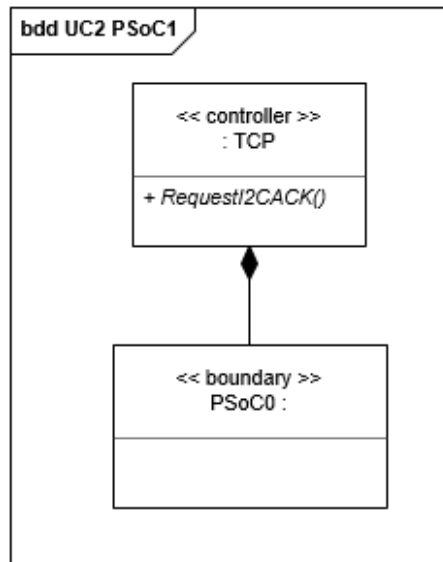 bdd UC2 PSoC1
<< controller >>
: TCP
+ RequestI2CACK()
<< boundary >>
PSoC0 :